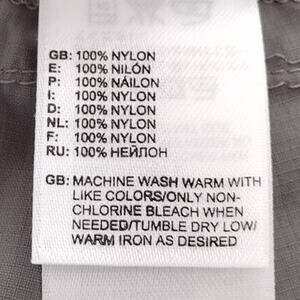 GB: 100% NYLON
E: 100% NILÓN
P: 100% NÁILON
I: 100% NYLON
D: 100% NYLON
NL: 100% NYLON
F: 100% NYLON
RU: 100% НЕЙЛОН
GB: MACHINE WASH WARM WITH
LIKE COLORS/ONLY NON-
CHLORINE BLEACH WHEN
NEEDED/TUMBLE DRY LOW/
WARM IRON AS DESIRED